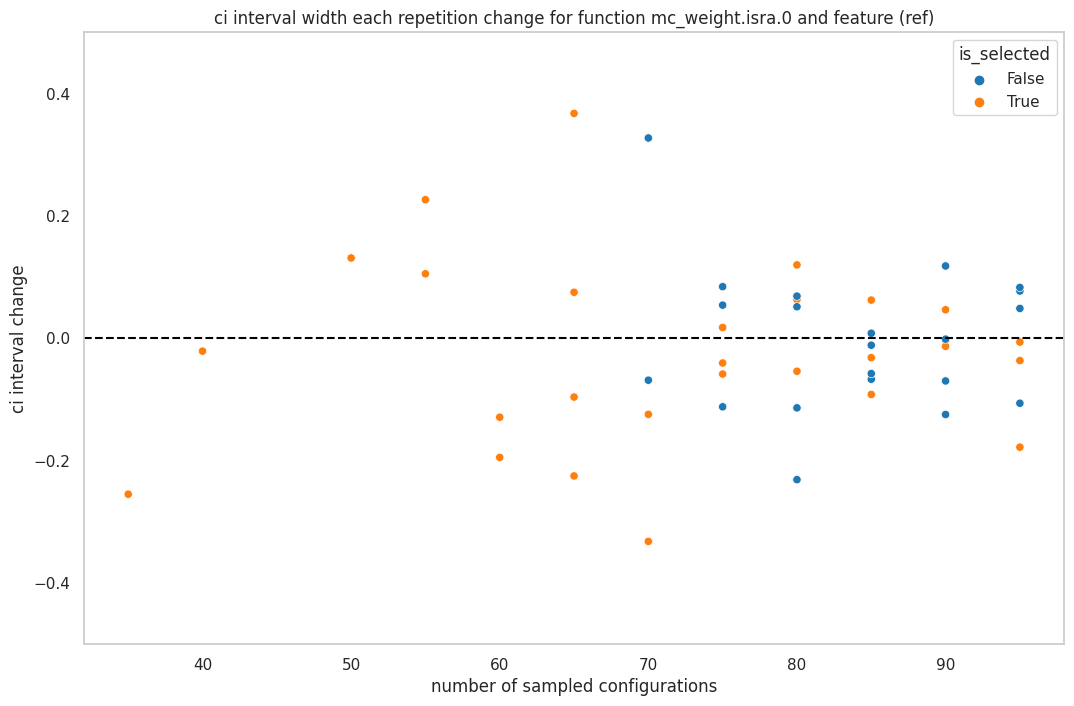 ci interval width each repetition change for function mc_weight.isra.0 and feature (ref)
is_selected
False
True
0.4
0.2
0.0
−0.2
−0.4
ci interval change
40
50
60
70
80
90
number of sampled configurations